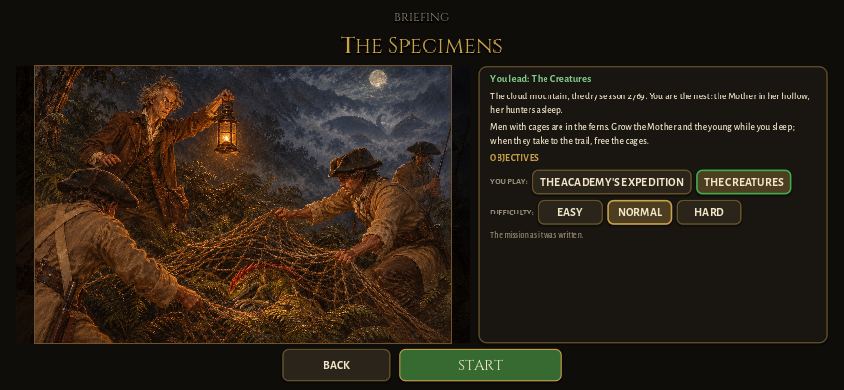 BRIEFING
THE SPECIMENS
You lead: The Creatures
The cloud mountain, the dry season 2769. You are the nest: the Mother in her hollow,
her hunters asleep.
Men with cages are in the ferns. Grow the Mother and the young while you sleep;
when they take to the trail, free the cages.
OBJECTIVES
YOU PLAY: THE ACADEMY'S EXPEDITION THE CREATURES
DIFFICULTY: EASY NORMAL HARD
The mission as it was written.
BACK START